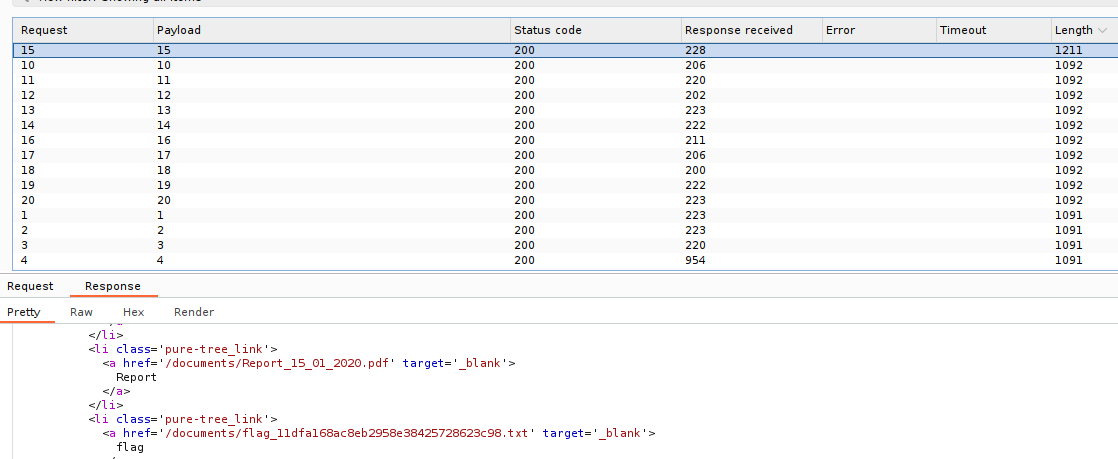 Request Payload Status code Response received Error Timeout Length
15 15 200 228 1211
10 10 200 206 1092
11 11 200 220 1092
12 12 200 202 1092
13 13 200 223 1092
14 14 200 222 1092
16 16 200 211 1092
17 17 200 206 1092
18 18 200 200 1092
19 19 200 222 1092
20 20 200 223 1092
1 1 200 223 1091
2 2 200 223 1091
3 3 200 220 1091
4 4 200 954 1091
Request Response
Pretty Raw Hex Render
</li>
<li class='pure-tree_link'>
<a href='/documents/Report_15_01_2020.pdf' target='_blank'>
Report
</a>
</li>
<li class='pure-tree_link'>
<a href='/documents/flag_11dfa168ac8eb2958e38425728623c98.txt' target='_blank'>
flag